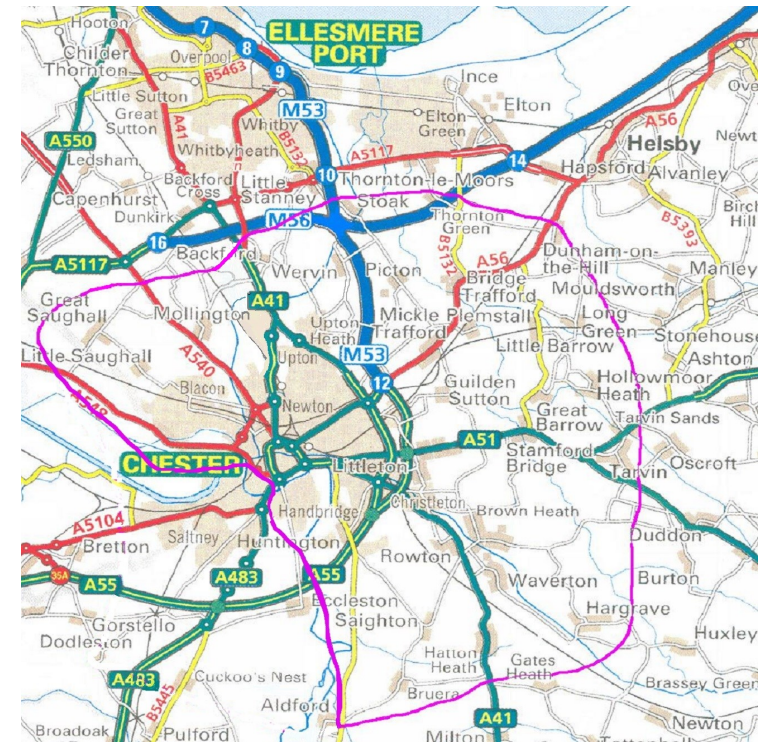 Hooton
7
8
ELLESMERE
PORT
Childer
Thornton
Overpool
B5463
9
Ince
Little Sutton
M53
Elton
Great
Sutton
A41
Whitby
B5132
Elton
Green
A56
A550
Whitbyheath
A5117
14
Helsby
Ledsham
Backford
Cross
Little
Stanney
10
Thornton-le-Moors
Hapsford
Alvanley
Capenhurst
Dunkirk
Stoak
M56
Thornton
Green
B5393
16
Backford
A56
A5117
Wervin
Picton
B5132
Dunham-on-
the-Hill
Manley
Great
Saughall
A41
Bridge
Trafford
Mouldsworth
Mollington
Upton
Heath
Mickle
Trafford
Plemstall
Long
Green
Stonehouse
Little Saughall
A540
Upton
M53
Little Barrow
Ashton
Blacon
12
Guilden
Sutton
Hollowmoor
Heath
A548
Newton
Great
Barrow
Tarvin Sands
A51
CHESTER
Littleton
Stamford
Bridge
Tarvin
Oscroft
Handbridge
Christleton
Brown Heath
A5104
Saltney
Duddon
Bretton
Huntington
Rowton
35A
A483
A55
A55
Waverton
Burton
Eccleston
Saighton
Hargrave
Gorstello
Dodleston
Huxley
Hatton
Heath
Gates
Heath
A483
Cuckoo's Nest
Bruera
Brassey Green
B5445
Aldford
A41
Newton
Broadoak
Pulford
Milton